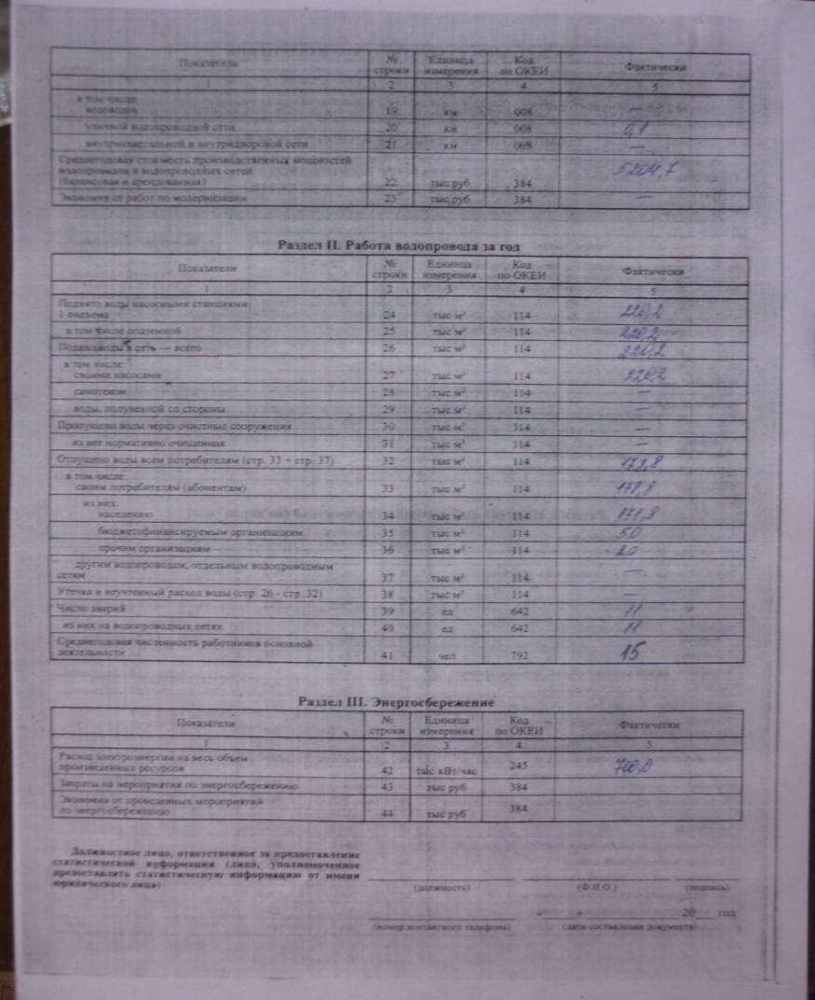 Показатели № строки Единица измерения Код по ОКЕИ Фактически
1 2 3 4 5
в том числе:
водоводов 19 км 008 —
уличной водопроводной сети 20 км 008 0,1
внутриквартальной и внутридворовой сети 21 км 008 —
Среднегодовая стоимость производственных мощностей
водопроводов и водопроводных сетей
(балансовая и арендованная) 22 тыс руб 384 5204,7
Экономия от работ по модернизации 23 тыс руб 384 —
Раздел II. Работа водопровода за год
Показатели № строки Единица измерения Код по ОКЕИ Фактически
1 2 3 4 5
Поднято воды насосными станциями
1 подъема 24 тыс м³ 114 220,2
в том числе подземной 25 тыс м³ 114 220,2
Подано воды в сеть — всего 26 тыс м³ 114 220,2
в том числе:
своими насосами 27 тыс м³ 114 220,2
самотеком 28 тыс м³ 114 —
воды, полученной со стороны 29 тыс м³ 114 —
Пропущено воды через очистные сооружения 30 тыс м³ 114 —
из нее нормативно очищенная 31 тыс м³ 114 —
Отпущено воды всем потребителям (стр. 33 + стр. 37) 32 тыс м³ 114 178,8
в том числе:
своим потребителям (абонентам) 33 тыс м³ 114 178,8
из них:
населению 34 тыс м³ 114 171,8
бюджетофинансируемым организациям 35 тыс м³ 114 5,0
прочим организациям 36 тыс м³ 114 2,0
другим водопроводам, отдельным водопроводным
сетям 37 тыс м³ 114 —
Утечка и неучтенный расход воды (стр. 26 - стр. 32) 38 тыс м³ 114 —
Число аварий 39 ед 642 11
из них на водопроводных сетях 40 ед 642 11
Среднегодовая численность работников основной
деятельности 41 чел 792 15
Раздел III. Энергосбережение
Показатели № строки Единица измерения Код по ОКЕИ Фактически
1 2 3 4 5
Расход электроэнергии на весь объем
произведенных ресурсов 42 тыс кВт/час 245 700,0
Затраты на мероприятия по энергосбережению 43 тыс руб 384
Экономия от проведенных мероприятий
по энергосбережению 44 тыс руб 384
Должностное лицо, ответственное за предоставление
статистической информации (лицо, уполномоченное
предоставлять статистическую информацию от имени
юридического лица)
(должность) (Ф.И.О.) (подпись)
« » 20 год
(номер контактного телефона) (дата составления документа)